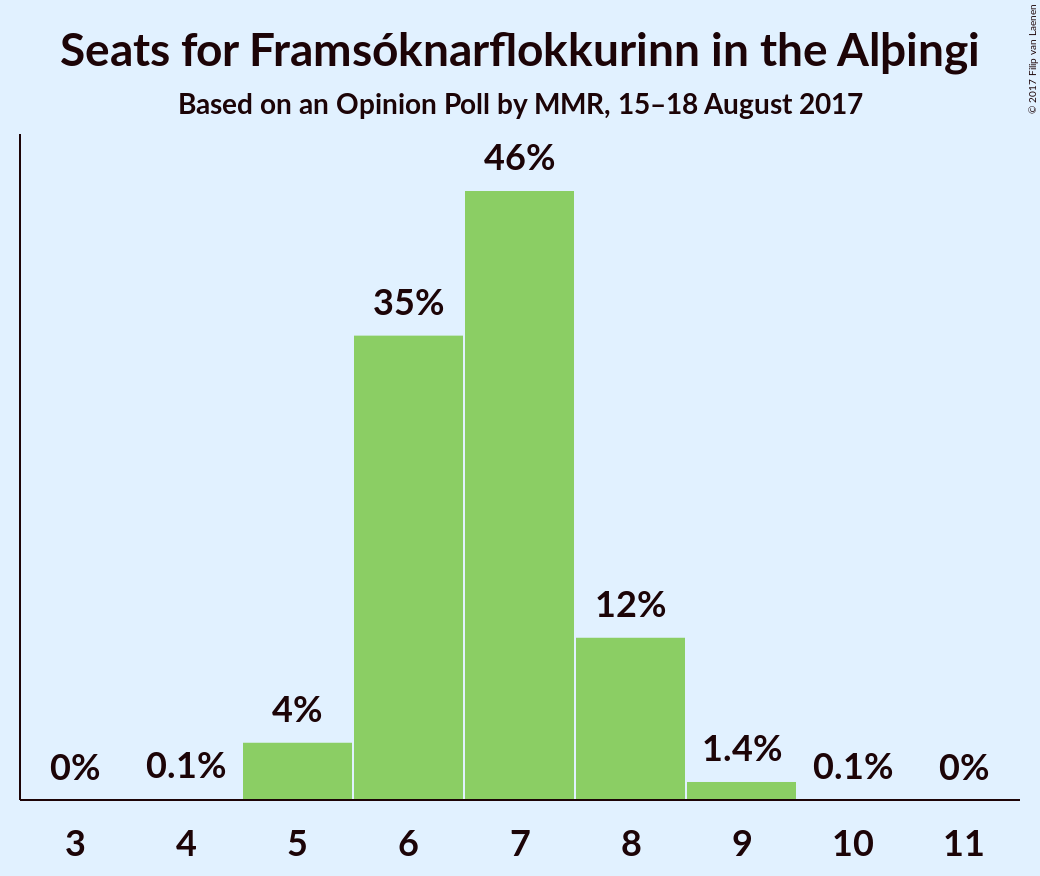 Seats for Framsóknarflokkurinn in the Alþingi
Based on an Opinion Poll by MMR, 15–18 August 2017
© 2017 Filip van Laenen
46%
35%
12%
4%
1.4%
0%
0.1%
0.1%
0%
3 4 5 6 7 8 9 10 11